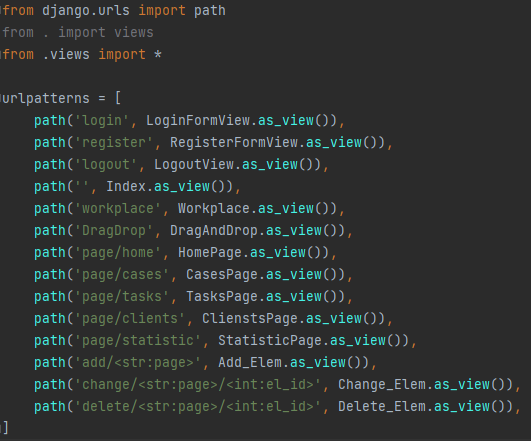 from django.urls import path
from . import views
from .views import *
urlpatterns = [
path('login', LoginFormView.as_view()),
path('register', RegisterFormView.as_view()),
path('logout', LogoutView.as_view()),
path('', Index.as_view()),
path('workplace', Workplace.as_view()),
path('DragDrop', DragAndDrop.as_view()),
path('page/home', HomePage.as_view()),
path('page/cases', CasesPage.as_view()),
path('page/tasks', TasksPage.as_view()),
path('page/clients', ClienstsPage.as_view()),
path('page/statistic', StatisticPage.as_view()),
path('add/<str:page>', Add_Elem.as_view()),
path('change/<str:page>/<int:el_id>', Change_Elem.as_view()),
path('delete/<str:page>/<int:el_id>', Delete_Elem.as_view()),
]